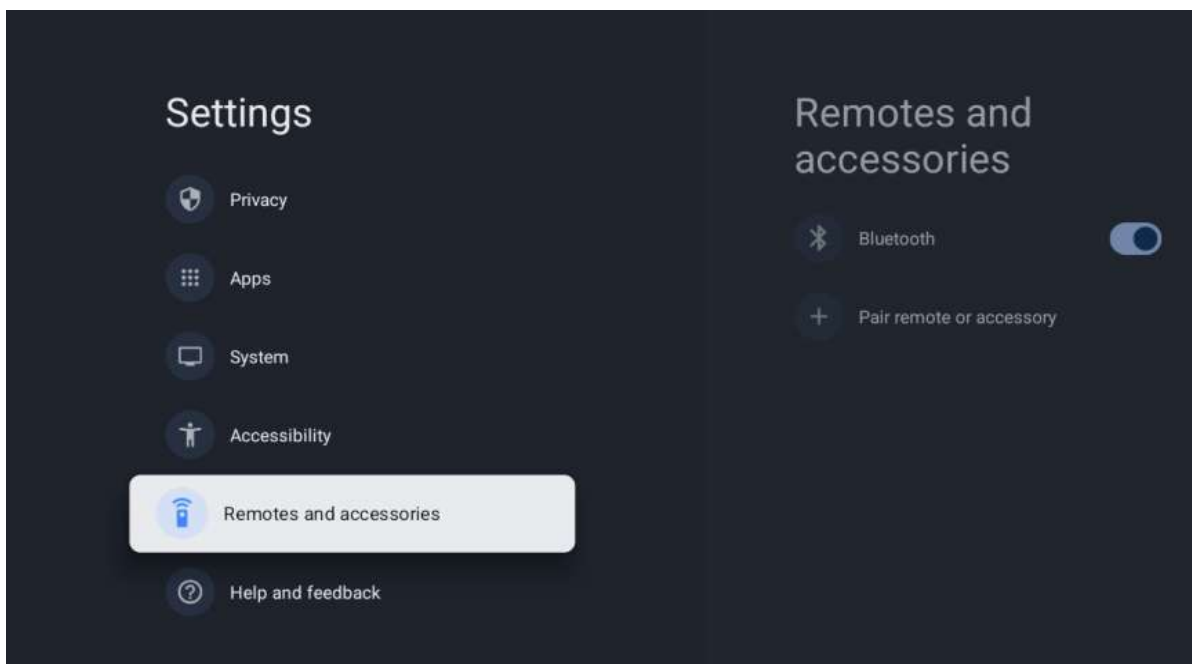 Settings
Privacy
Apps
System
Accessibility
Remotes and accessories
Help and feedback
Remotes and
accessories
Bluetooth
Pair remote or accessory